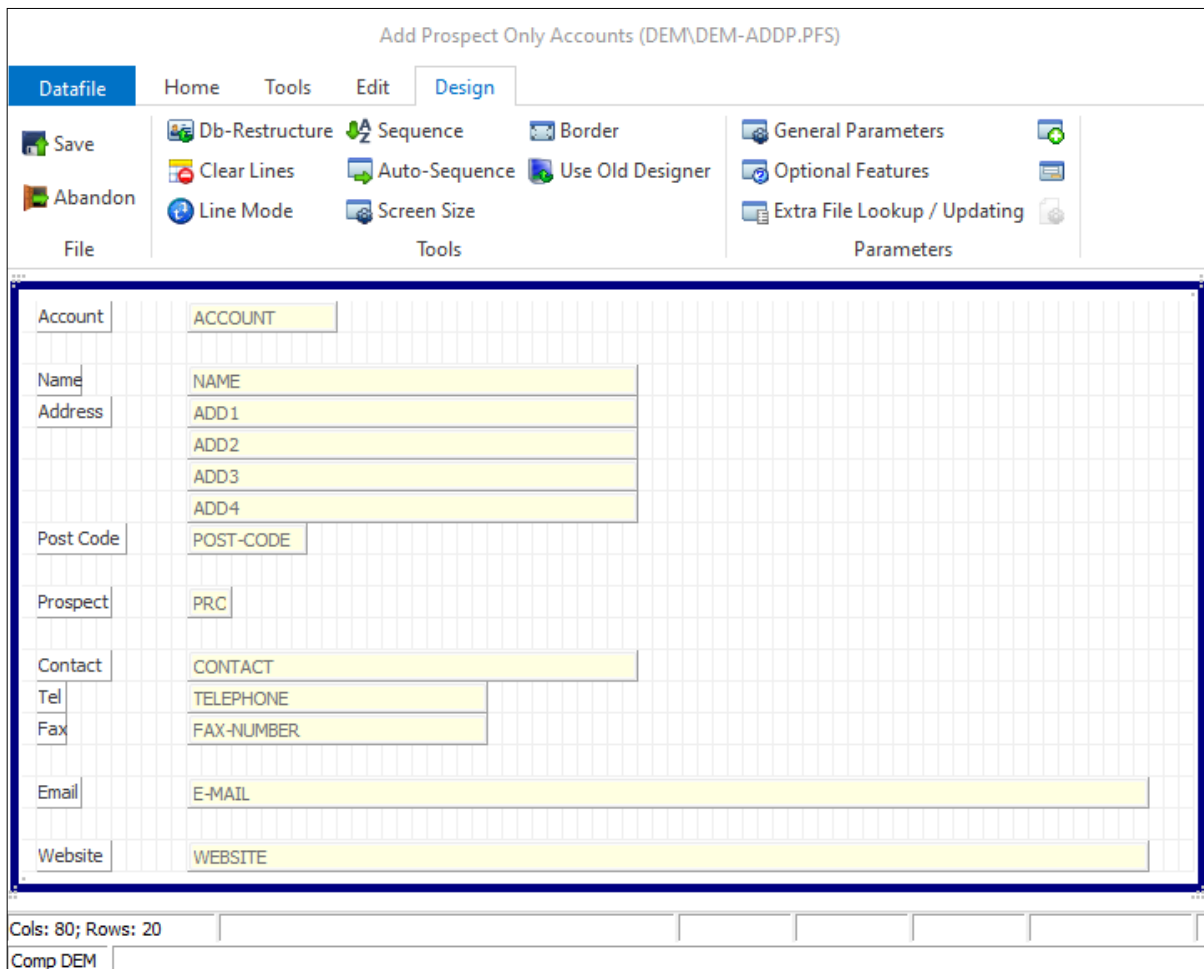 Add Prospect Only Accounts (DEM\DEM-ADDP.PFS)
Datafile Home Tools Edit Design
Save Db-Restructure Sequence Border General Parameters
Clear Lines Auto-Sequence Use Old Designer Optional Features
Abandon Line Mode Screen Size Extra File Lookup / Updating
File Tools Parameters
Account ACCOUNT
Name NAME
Address ADD1
ADD2
ADD3
ADD4
Post Code POST-CODE
Prospect PRC
Contact CONTACT
Tel TELEPHONE
Fax FAX-NUMBER
Email E-MAIL
Website WEBSITE
Cols: 80; Rows: 20
Comp DEM